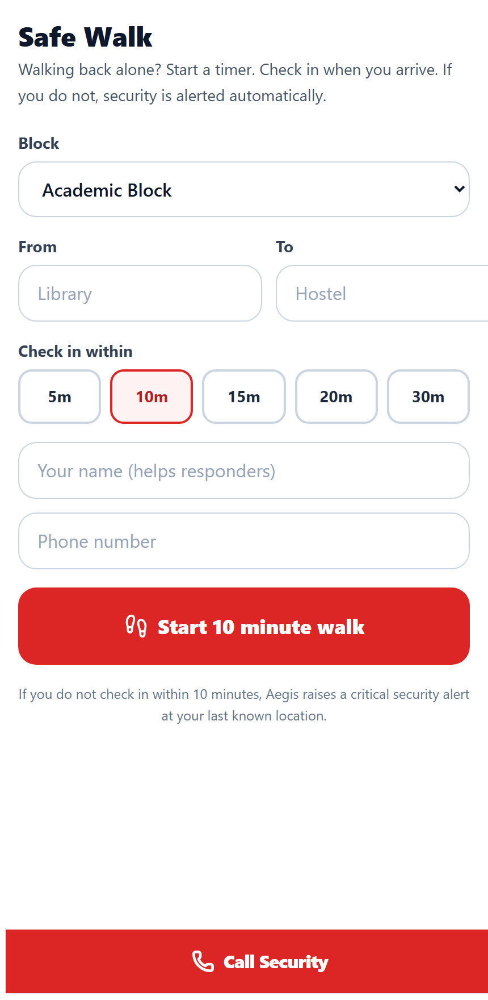 Safe Walk
Walking back alone? Start a timer. Check in when you arrive. If
you do not, security is alerted automatically.
Block
Academic Block
From
To
Library
Hostel
Check in within
5m
10m
15m
20m
30m
Your name (helps responders)
Phone number
Start 10 minute walk
If you do not check in within 10 minutes, Aegis raises a critical security alert
at your last known location.
Call Security